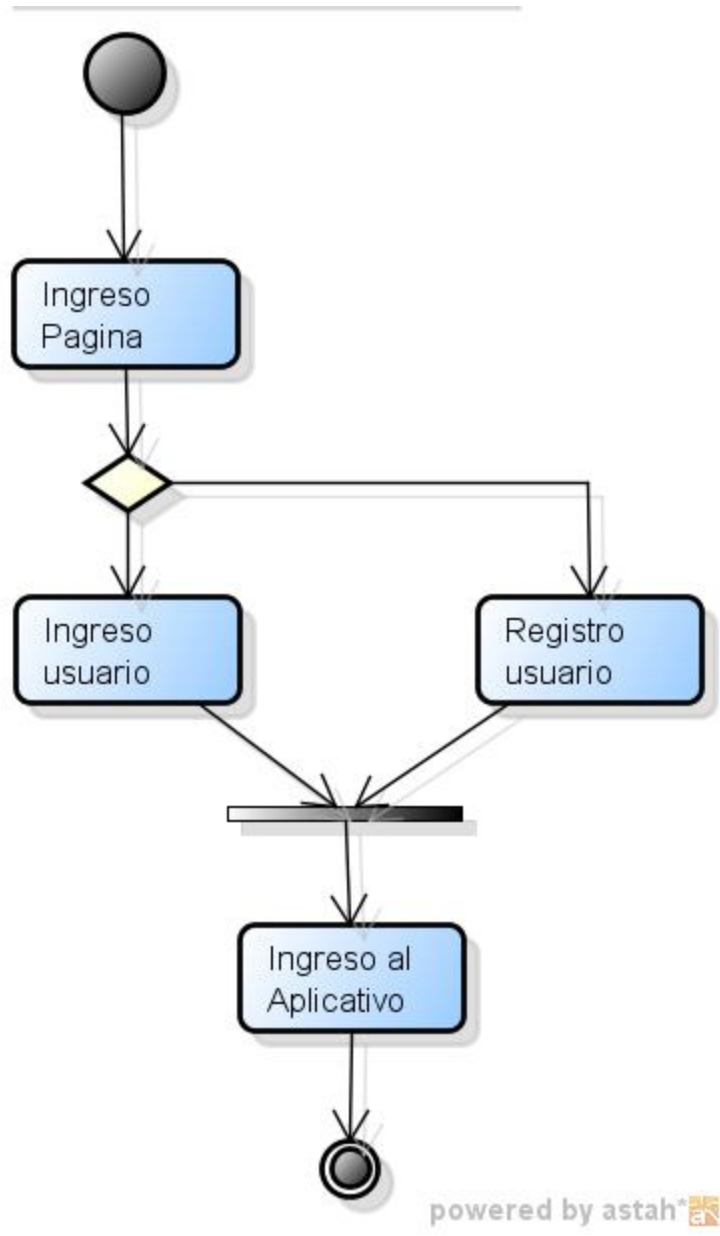 Ingreso
Pagina
Ingreso
usuario
Registro
usuario
Ingreso al
Aplicativo
powered by astah*